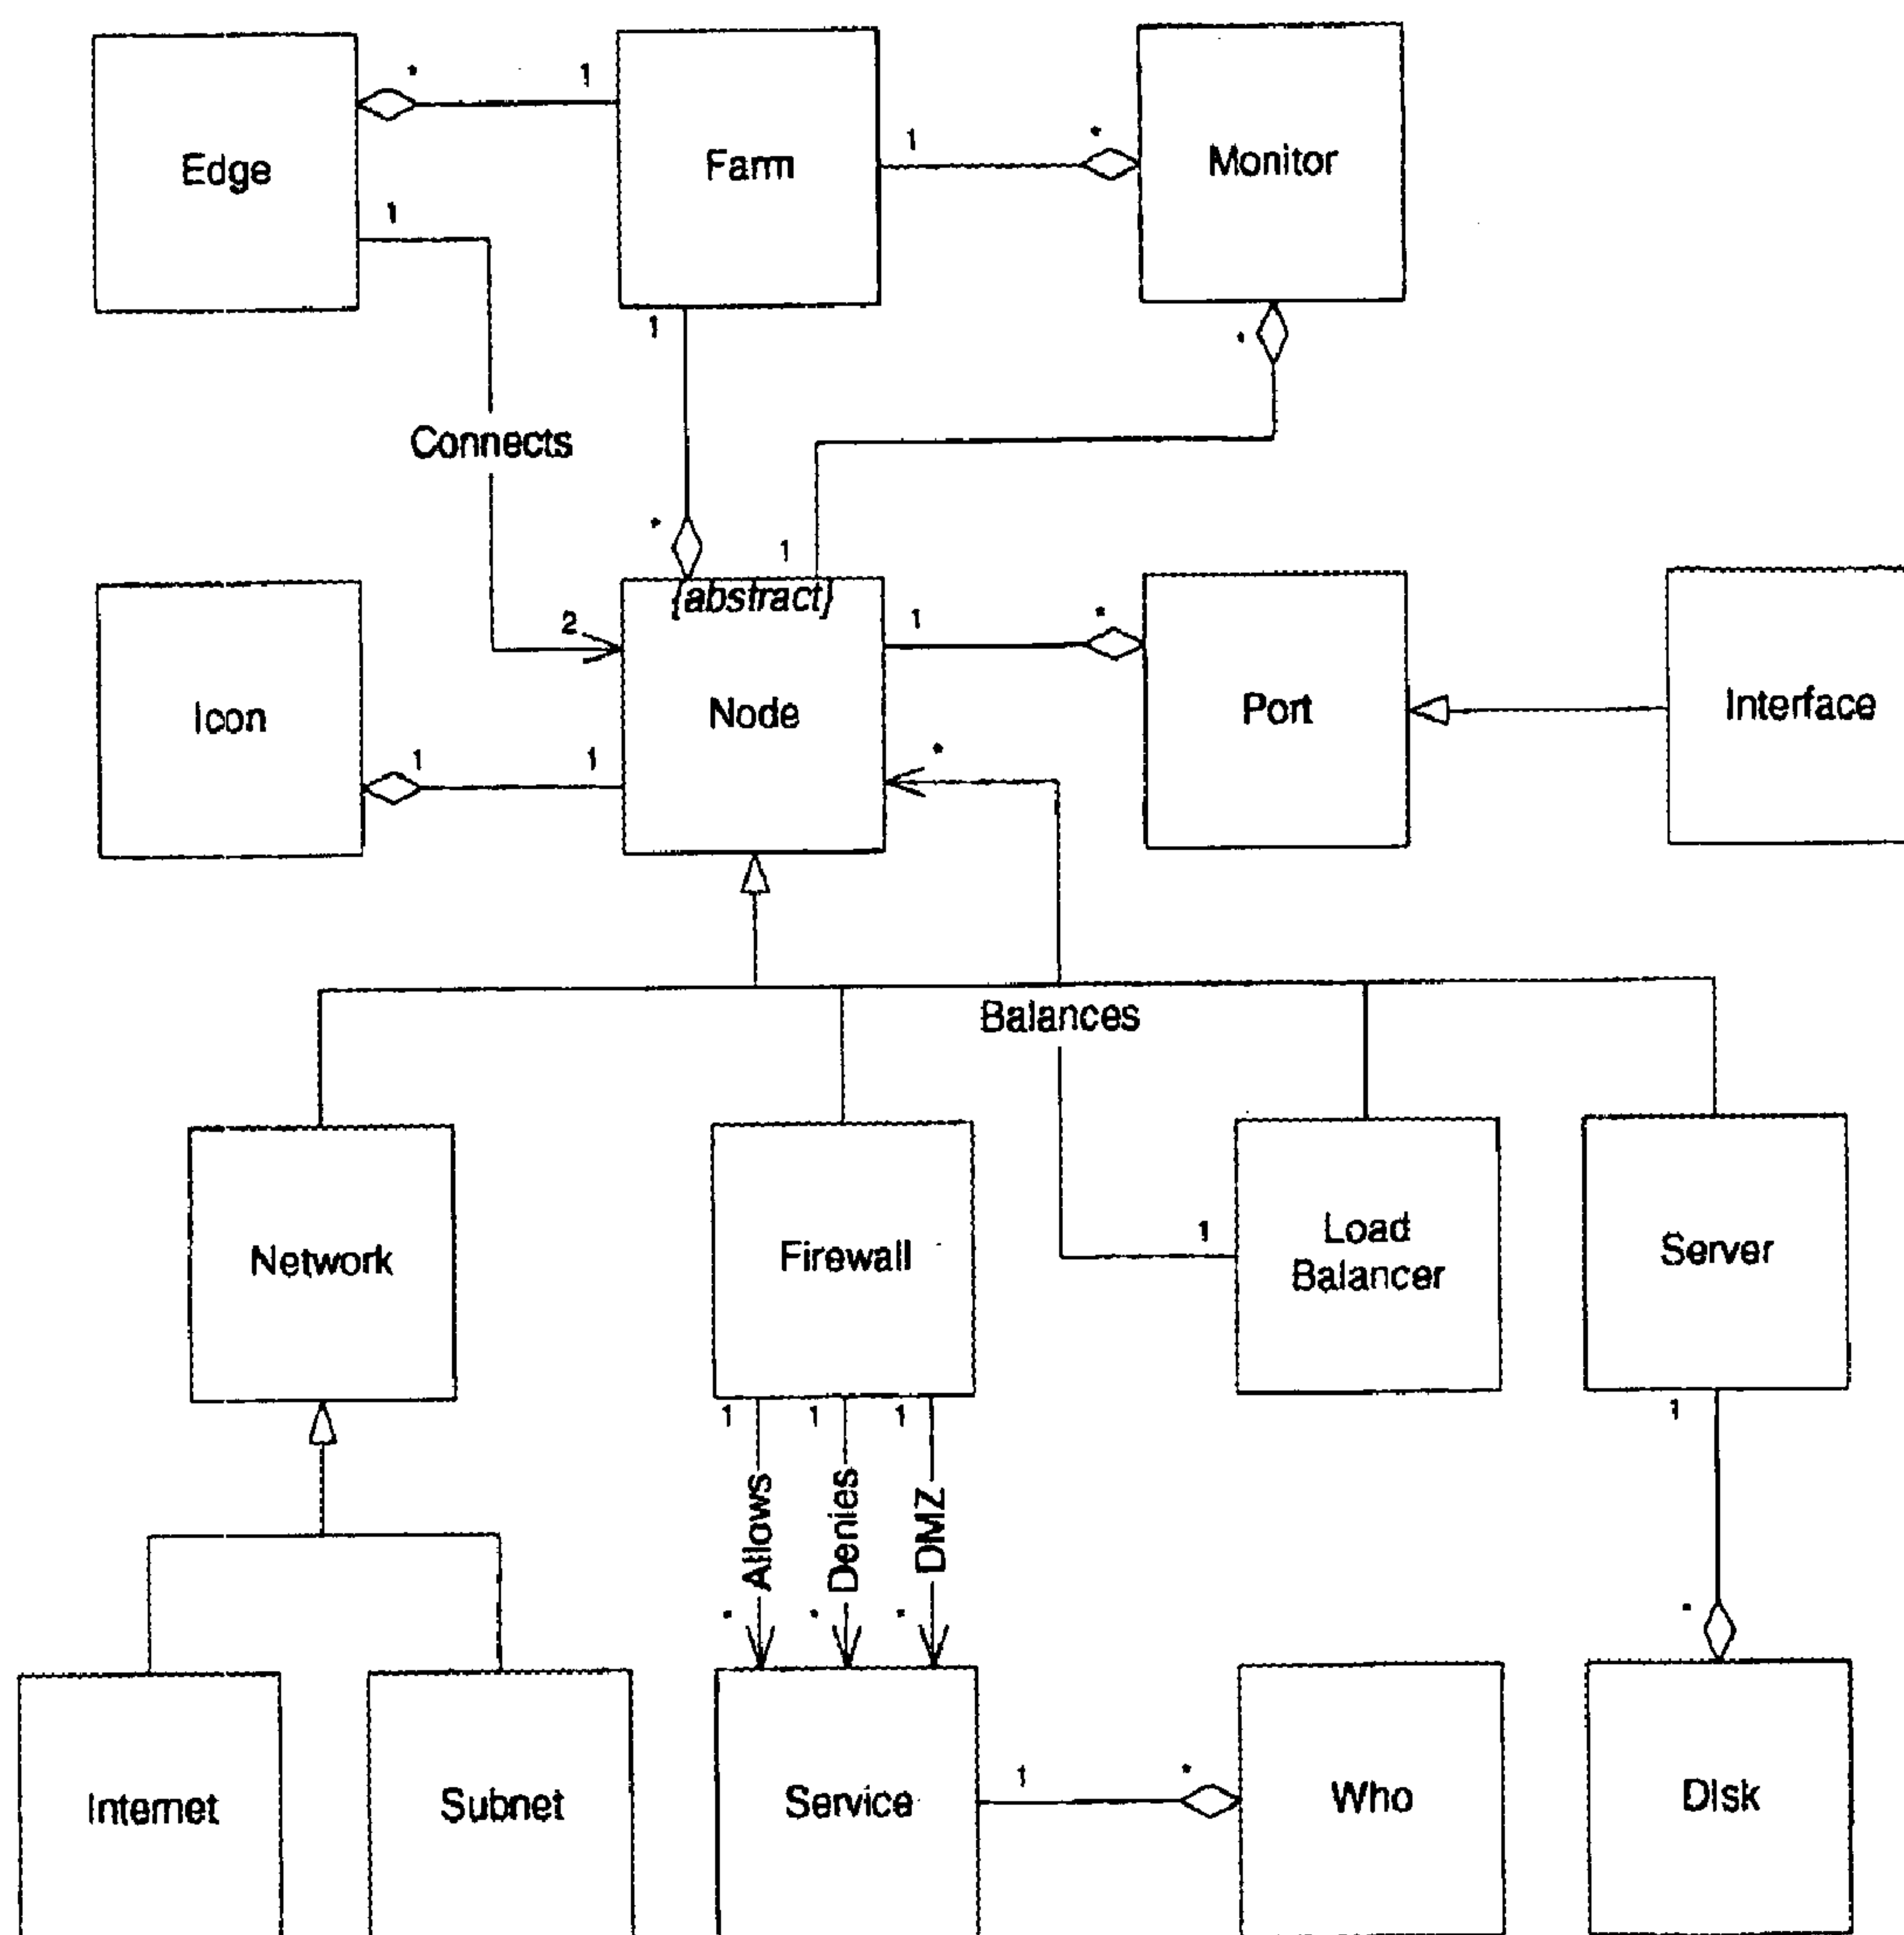 * 1
1 *
Edge
Farm
Monitor
1
1
*
Connects
*
1
{abstract}
2
1 *
Icon
Node
Port
Interface
1 1
*
Balances
Network
Firewall
1
Load
Balancer
Server
1 1 1
1
Allows
Denies
DMZ
* * *
*
Internet
Subnet
Service
1 *
Who
Disk